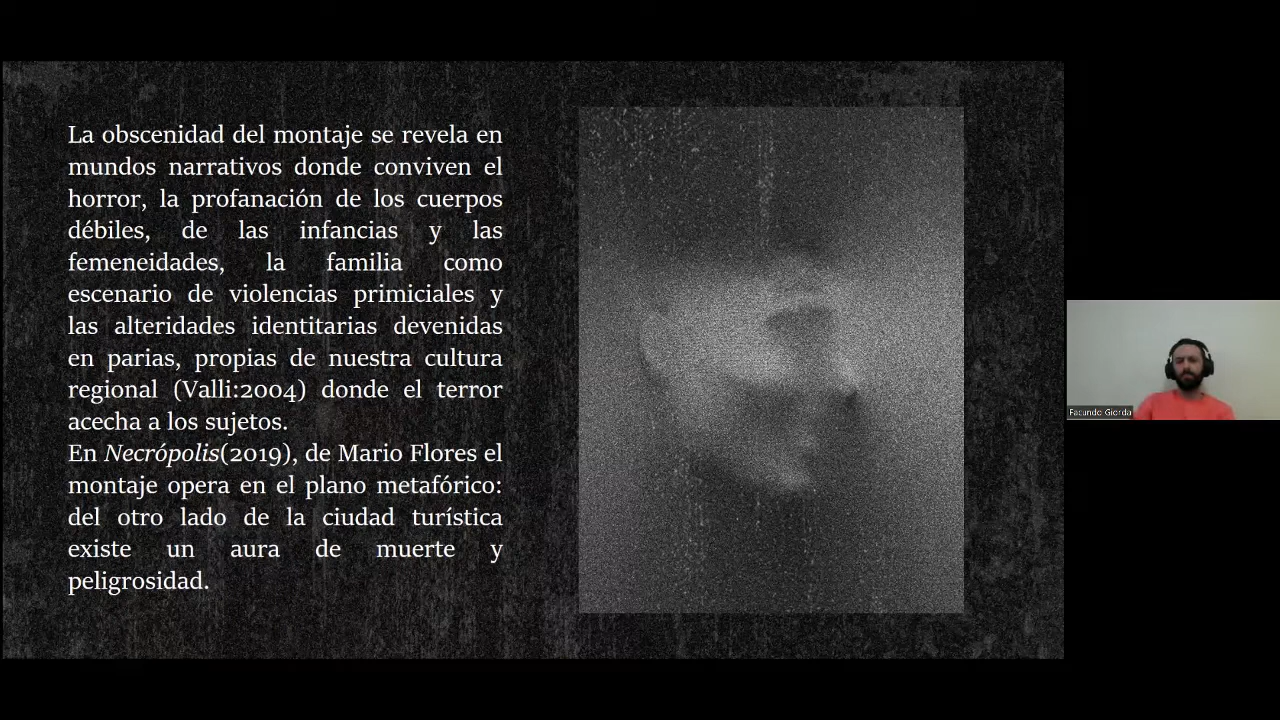 La obscenidad del montaje se revela en
mundos narrativos donde conviven el
horror, la profanación de los cuerpos
débiles, de las infancias y las
femeneidades, la familia como
escenario de violencias primiciales y
las alteridades identitarias devenidas
en parias, propias de nuestra cultura
regional (Valli:2004) donde el terror
acecha a los sujetos.
En Necrópolis(2019), de Mario Flores el
montaje opera en el plano metafórico:
del otro lado de la ciudad turística
existe un aura de muerte y
peligrosidad.
Facundo Giorda